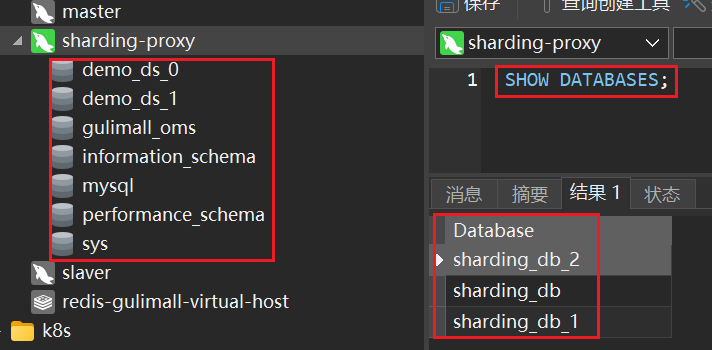 master
sharding-proxy
demo_ds_0
demo_ds_1
gulimall_oms
information_schema
mysql
performance_schema
sys
slaver
redis-gulimall-virtual-host
k8s
保存 查询创建工具
sharding-proxy
1 SHOW DATABASES;
消息 摘要 结果 1 状态
Database
sharding_db_2
sharding_db
sharding_db_1